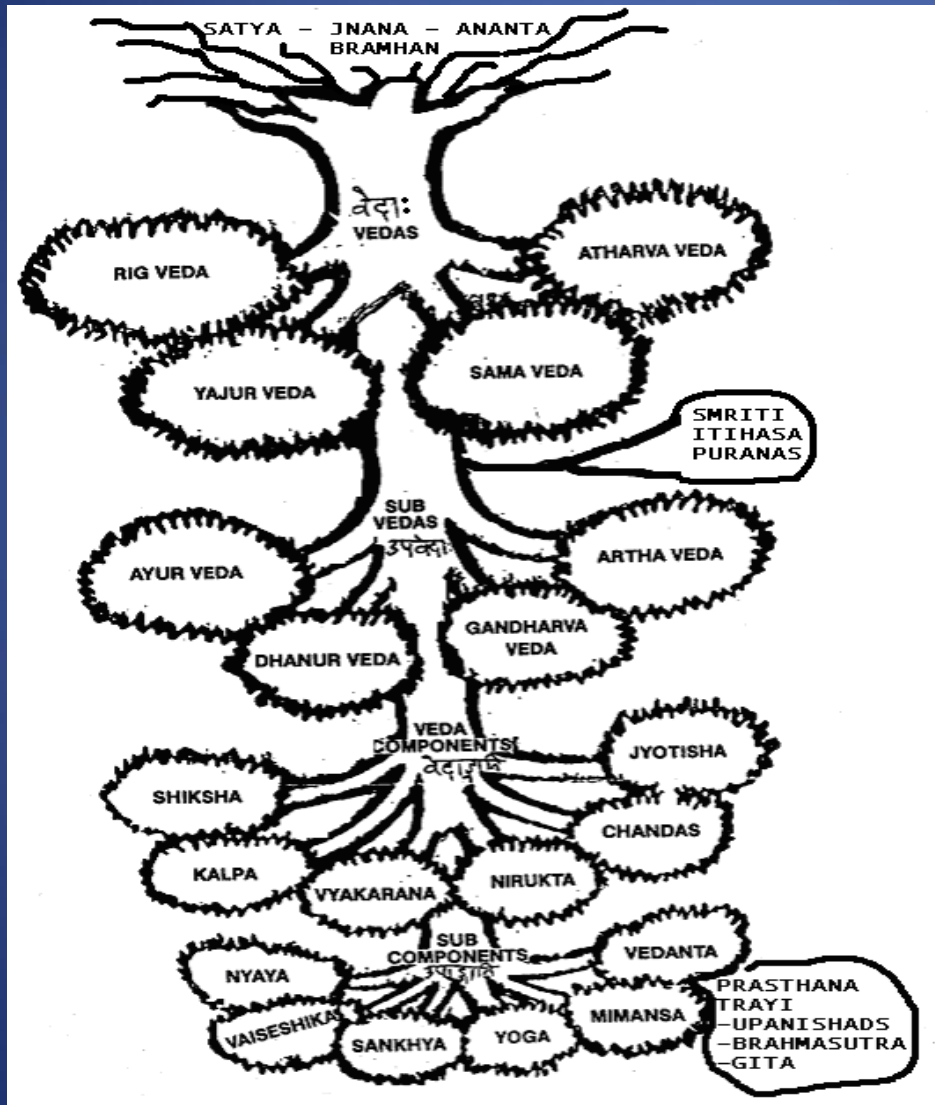 SATYA - JNANA - ANANTA
BRAMHAN
वेदाः
VEDAS
RIG VEDA
ATHARVA VEDA
YAJUR VEDA
SAMA VEDA
SMRITI
ITIHASA
PURANAS
SUB
VEDAS
उपवेदाः
AYUR VEDA
ARTHA VEDA
DHANUR VEDA
GANDHARVA
VEDA
VEDA
COMPONENTS
JYOTISHA
SHIKSHA
CHANDAS
KALPA
VYAKARANA
NIRUKTA
SUB
COMPONENTS
NYAYA
VEDANTA
VAISESHIKA
SANKHYA
YOGA
MIMANSA
PRASTHANA
TRAYI
-UPANISHADS
-BRAHMASUTRA
-GITA